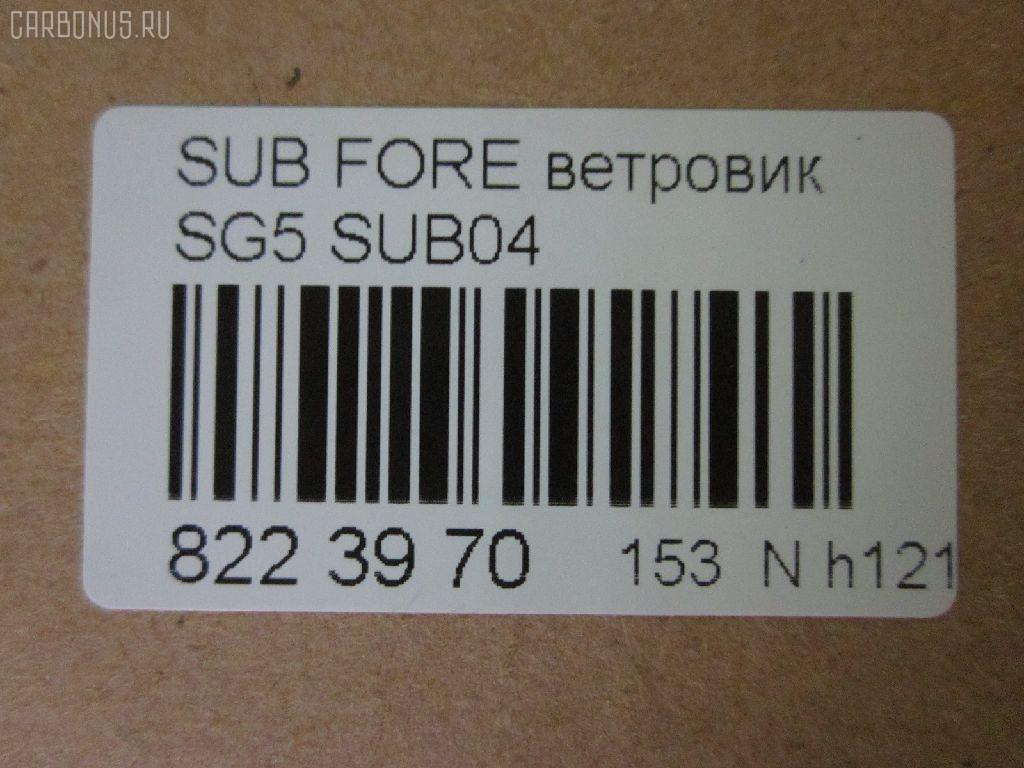 CARBONUS.RU
SUB FORE ветровик
SG5 SUB04
822 39 70 153 N h121